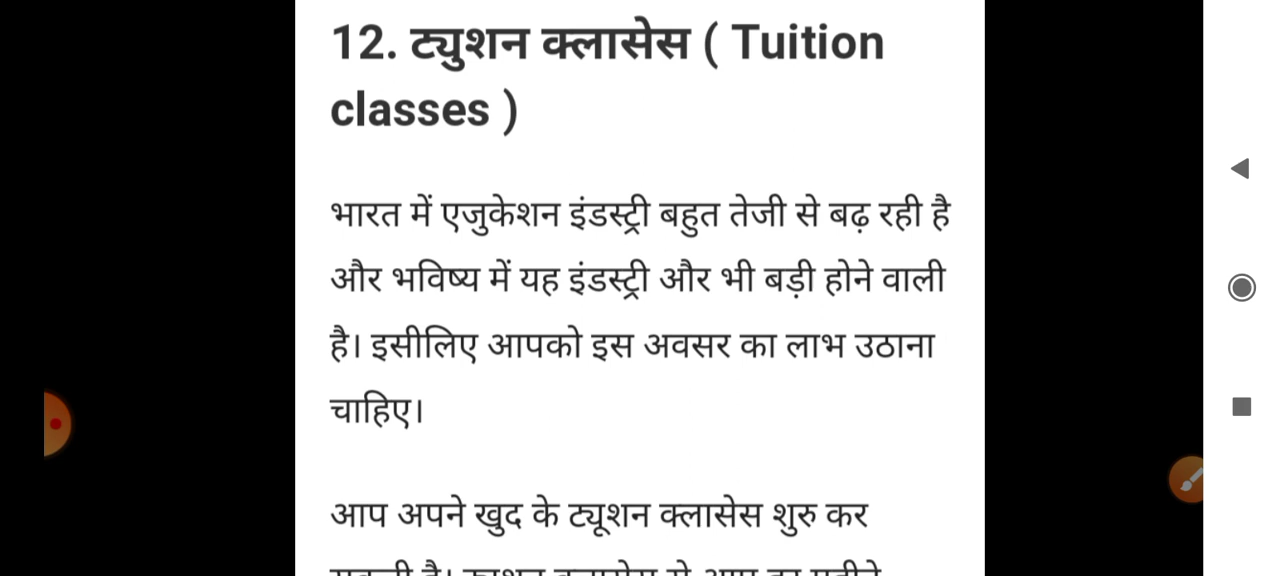 12. ट्युशन क्लासेस ( Tuition
classes )
भारत में एजुकेशन इंडस्ट्री बहुत तेजी से बढ़ रही है
और भविष्य में यह इंडस्ट्री और भी बड़ी होने वाली
है। इसीलिए आपको इस अवसर का लाभ उठाना
चाहिए।
आप अपने खुद के ट्यूशन क्लासेस शुरु कर